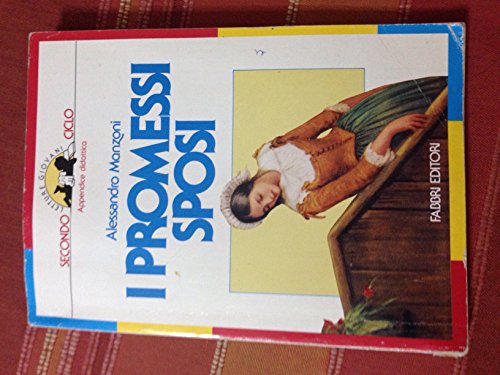 LETTURE GIOVANI
SECONDO CICLO
Appendice didattica
Alessandro Manzoni
I PROMESSI
SPOSI
FABBRI EDITORI